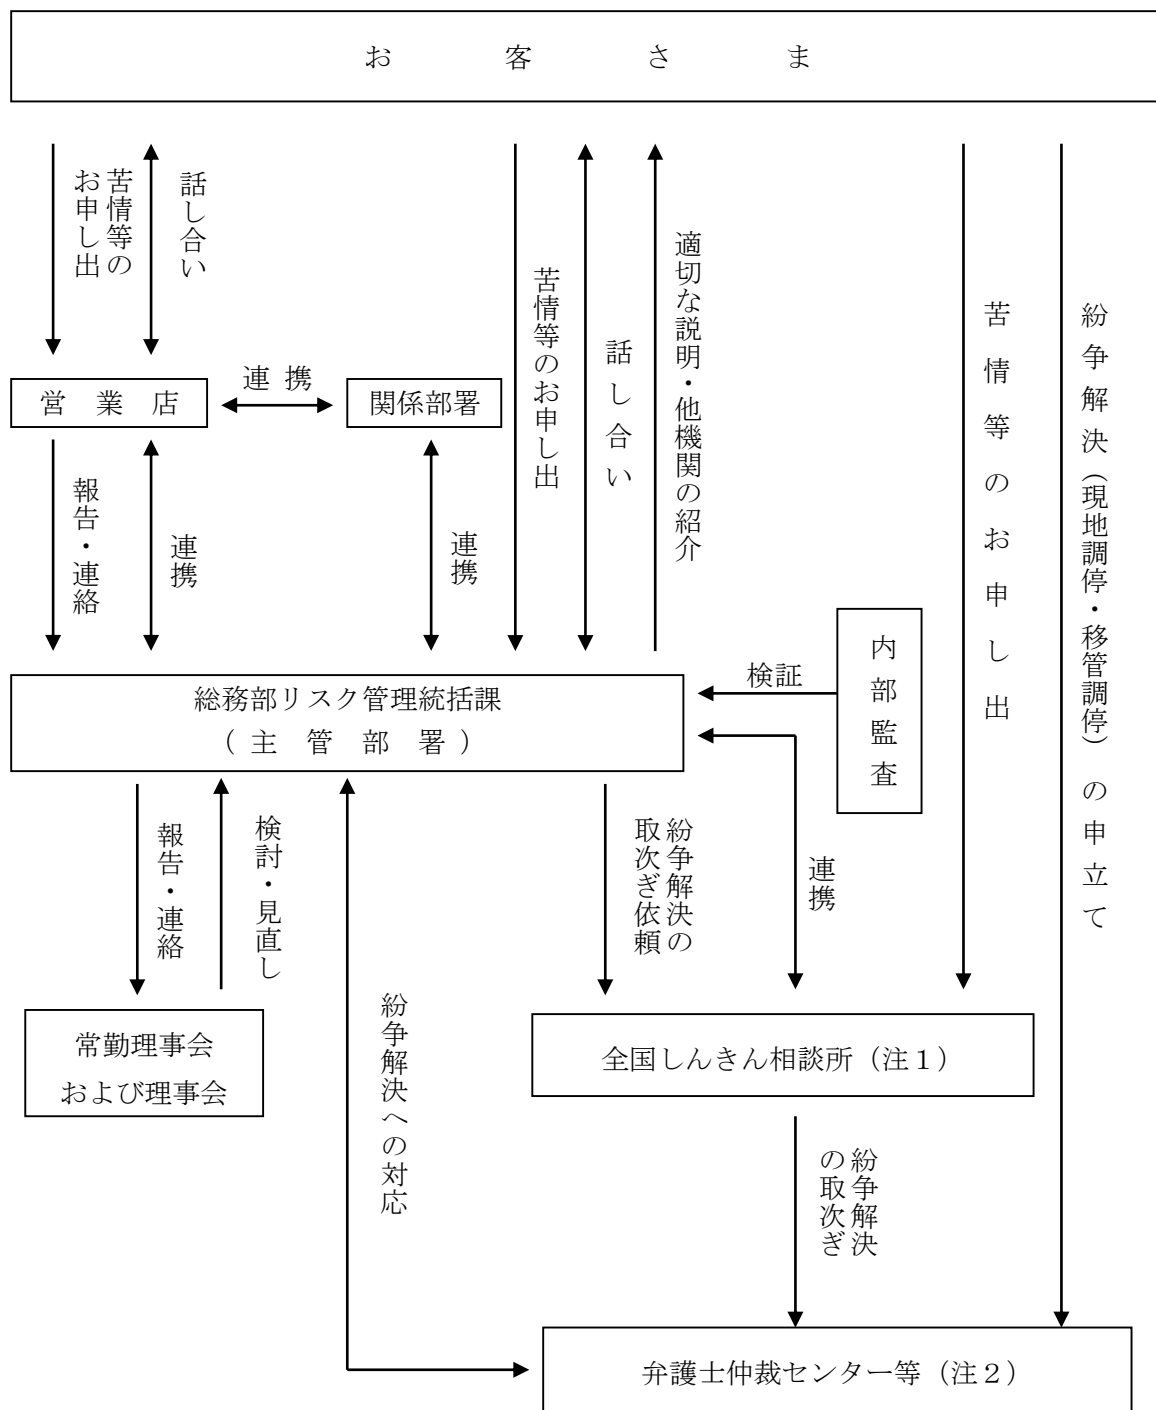 お客さま
苦情等の
お申し出
話し合い
苦情等のお申し出
話し合い
適切な説明・他機関の紹介
苦情等のお申し出
紛争解決（現地調停・移管調停）の申立て
営業店
連携
関係部署
報告・連絡
連携
連携
総務部リスク管理統括課
（主管部署）
検証
内部監査
報告・連絡
検討・見直し
紛争解決への対応
紛争解決の
取次ぎ依頼
連携
常勤理事会
および理事会
全国しんきん相談所（注１）
紛争解決
の取次ぎ
弁護士仲裁センター等（注２）